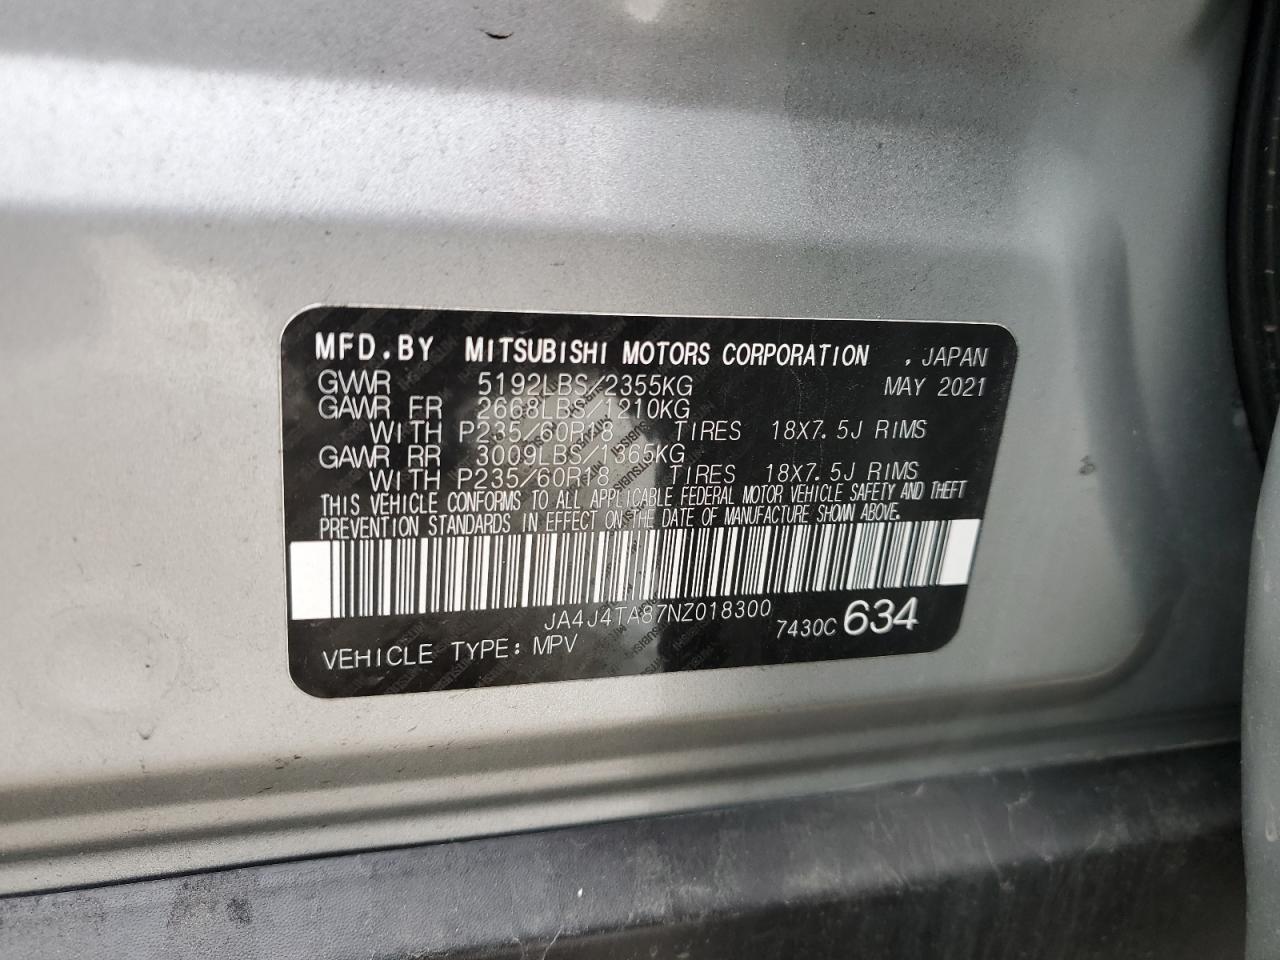 MFD.BY MITSUBISHI MOTORS CORPORATION , JAPAN
GVWR 5192LBS/2355KG MAY 2021
GAWR FR 2668LBS/1210KG
WITH P235/60R18 TIRES 18X7.5J RIMS
GAWR RR 3009LBS/1365KG
WITH P235/60R18 TIRES 18X7.5J RIMS
THIS VEHICLE CONFORMS TO ALL APPLICABLE FEDERAL MOTOR VEHICLE SAFETY AND THEFT
PREVENTION STANDARDS IN EFFECT ON THE DATE OF MANUFACTURE SHOWN ABOVE.
JA4J4TA87NZ018300
7430C 634
VEHICLE TYPE: MPV